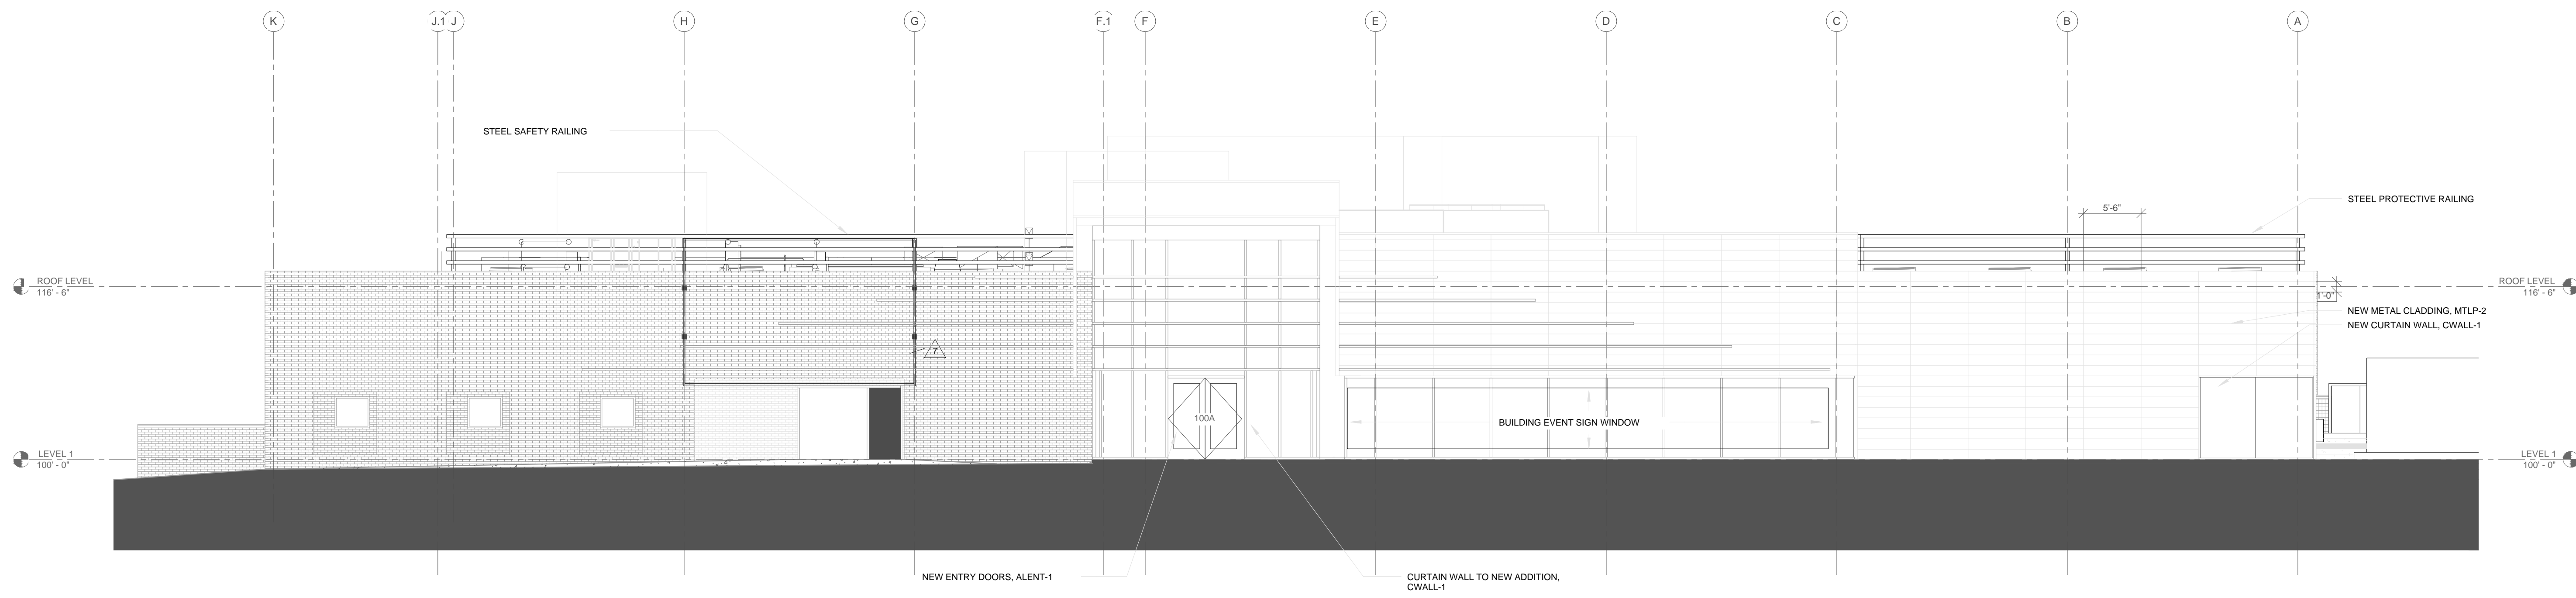 K
J.1
J
H
G
F.1
F
E
D
C
B
A
STEEL SAFETY RAILING
STEEL PROTECTIVE RAILING
5'-6"
ROOF LEVEL
116' - 6"
ROOF LEVEL
116' - 6"
1'-0"
NEW METAL CLADDING, MTLP-2
NEW CURTAIN WALL, CWALL-1
7
100A
BUILDING EVENT SIGN WINDOW
LEVEL 1
100' - 0"
LEVEL 1
100' - 0"
NEW ENTRY DOORS, ALENT-1
CURTAIN WALL TO NEW ADDITION,
CWALL-1